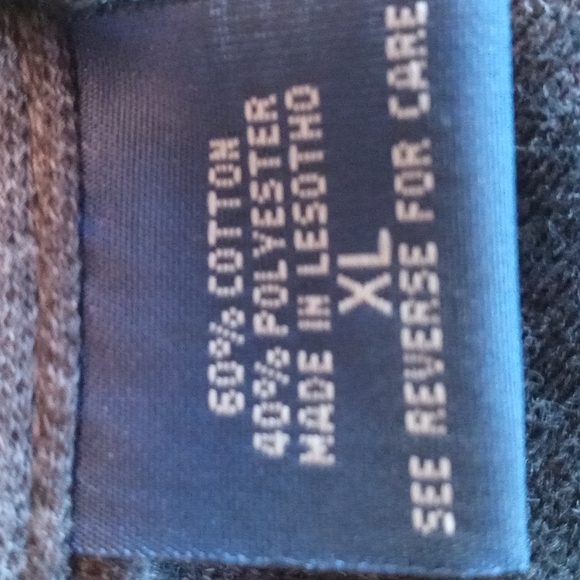 60% COTTON
40% POLYESTER
MADE IN LESOTHO
XL
SEE REVERSE FOR CARE